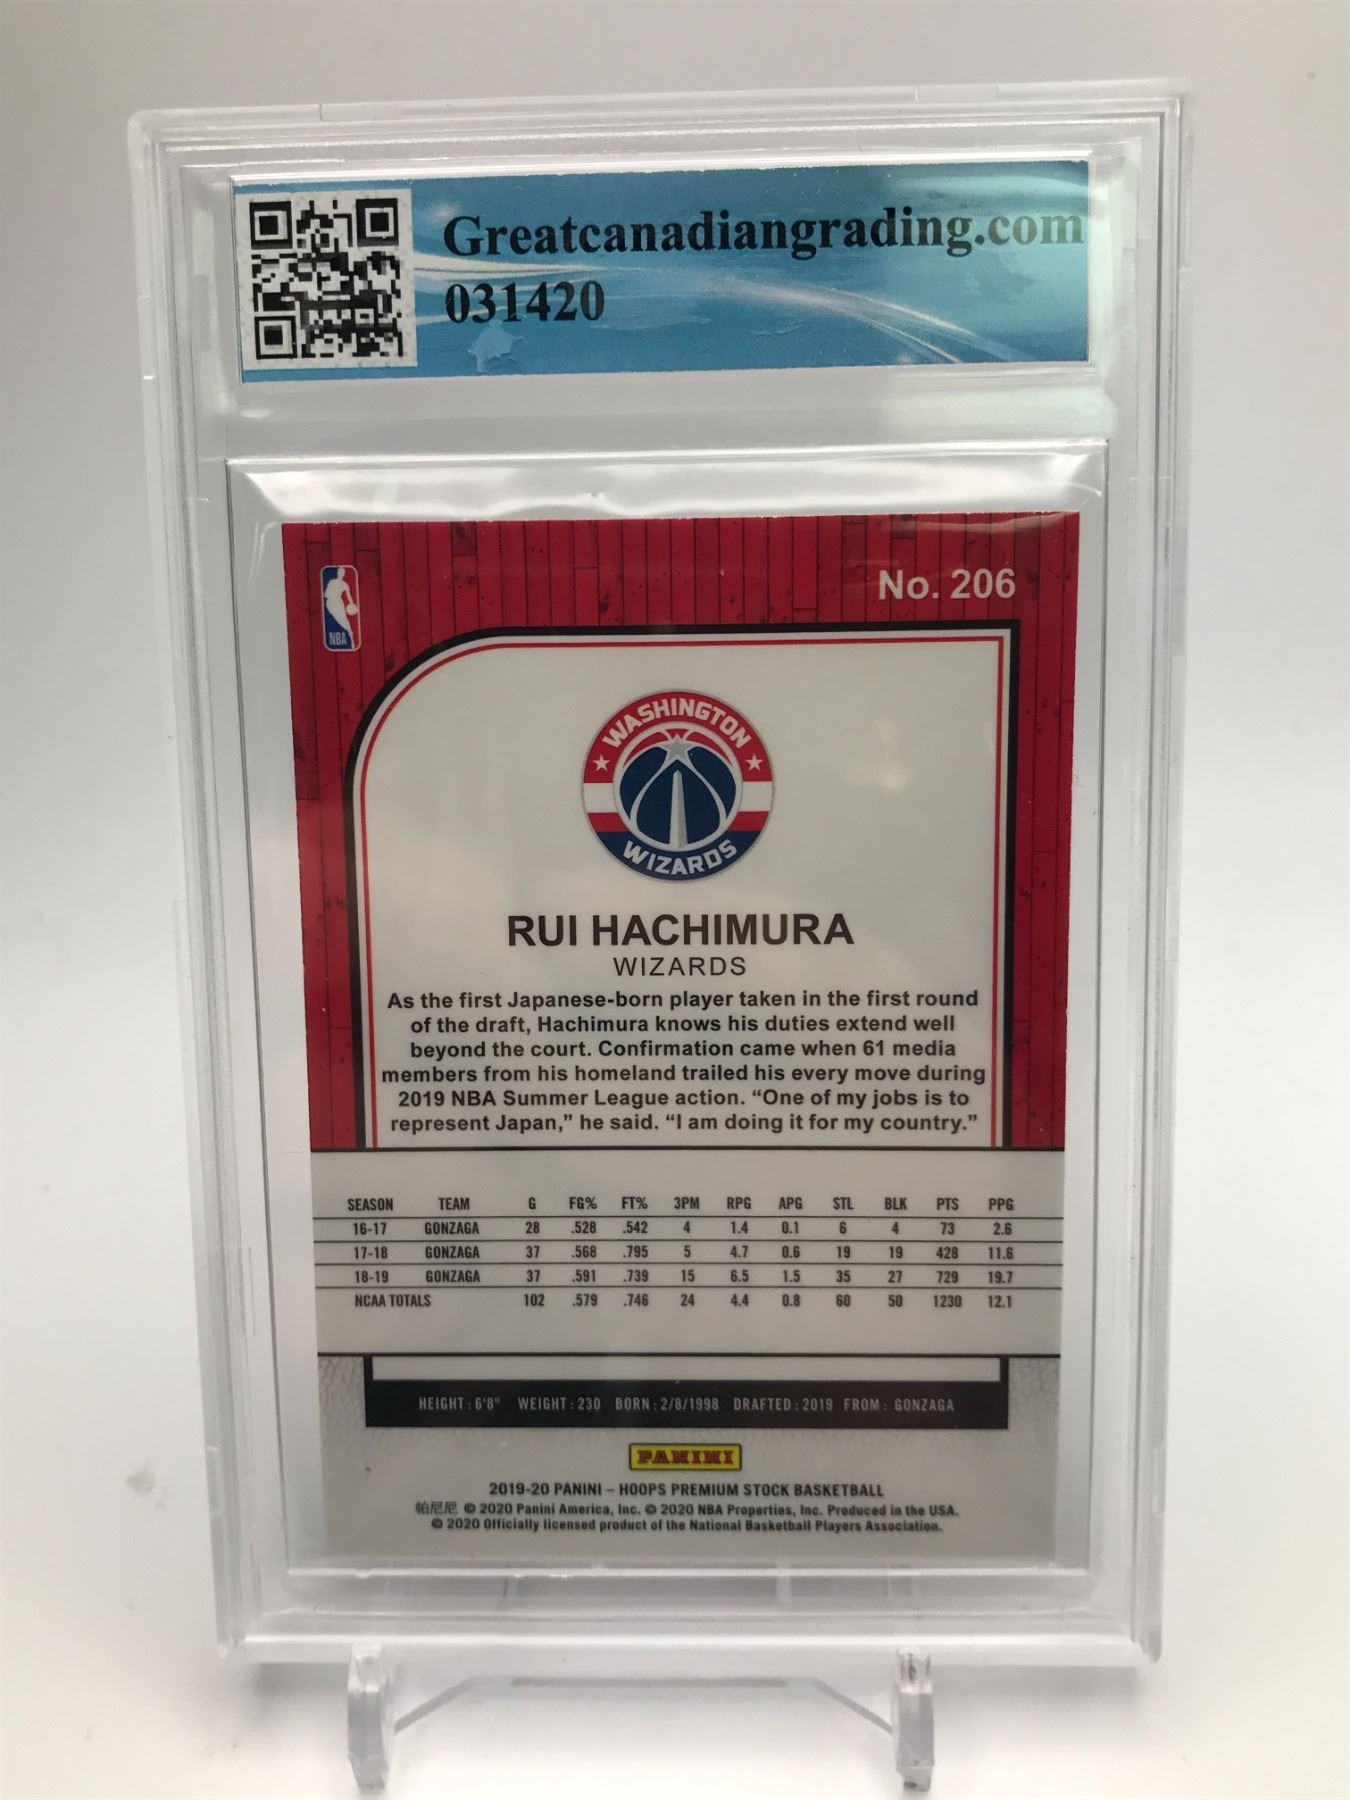 Greatcanadiangrading.com
031420
No. 206
NBA
WASHINGTON
WIZARDS
RUI HACHIMURA
WIZARDS
As the first Japanese-born player taken in the first round
of the draft, Hachimura knows his duties extend well
beyond the court. Confirmation came when 61 media
members from his homeland trailed his every move during
2019 NBA Summer League action. “One of my jobs is to
represent Japan,” he said. “I am doing it for my country.”
SEASON TEAM G FG% FT% 3PM RPG APG STL BLK PTS PPG
16-17 GONZAGA 28 .528 .542 4 1.4 0.1 6 4 73 2.6
17-18 GONZAGA 37 .568 .795 5 4.7 0.6 19 19 428 11.6
18-19 GONZAGA 37 .591 .739 15 6.5 1.5 35 27 729 19.7
NCAA TOTALS 102 .579 .746 24 4.4 0.8 60 50 1230 12.1
HEIGHT: 6'8" WEIGHT: 230 BORN: 2/8/1998 DRAFTED: 2019 FROM: GONZAGA
PANINI
2019-20 PANINI – HOOPS PREMIUM STOCK BASKETBALL
帕尼尼 © 2020 Panini America, Inc. © 2020 NBA Properties, Inc. Produced in the USA.
© 2020 Officially licensed product of the National Basketball Players Association.